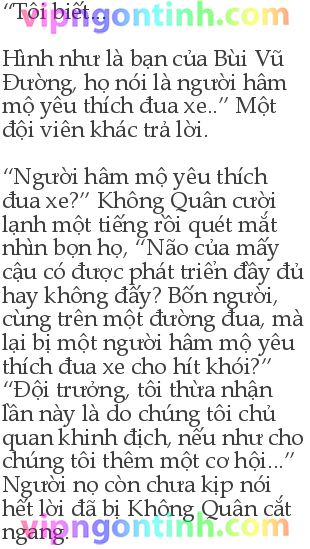 “Tôi biết...
vipngontinh.com
Hình như là bạn của Bùi Vũ
Đường, họ nói là người hâm
mộ yêu thích đua xe..” Một
đội viên khác trả lời.
“Người hâm mộ yêu thích
đua xe?” Không Quân cười
lạnh một tiếng rồi quét mắt
nhìn bọn họ, “Não của mấy
cậu có được phát triển đầy đủ
hay không đấy? Bốn người,
cùng trên một đường đua, mà
lại bị một người hâm mộ yêu
thích đua xe cho hít khói?”
“Đội trưởng, tôi thừa nhận
lần này là do chúng tôi chủ
quan khinh địch, nếu như cho
chúng tôi thêm một cơ hội...”
Người nọ còn chưa kịp nói
hết lời đã bị Không Quân cắt
ngang.
vipngontinh.com